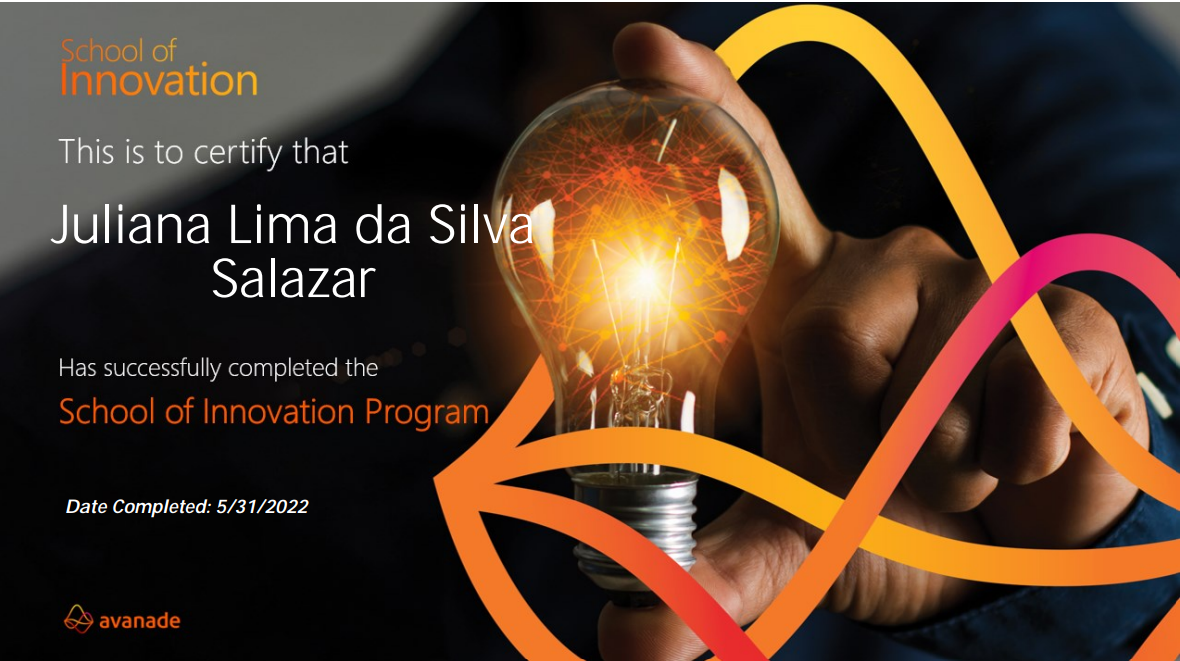 School of
Innovation
This is to certify that
Juliana Lima da Silva
Salazar
Has successfully completed the
School of Innovation Program
Date Completed: 5/31/2022
avanade